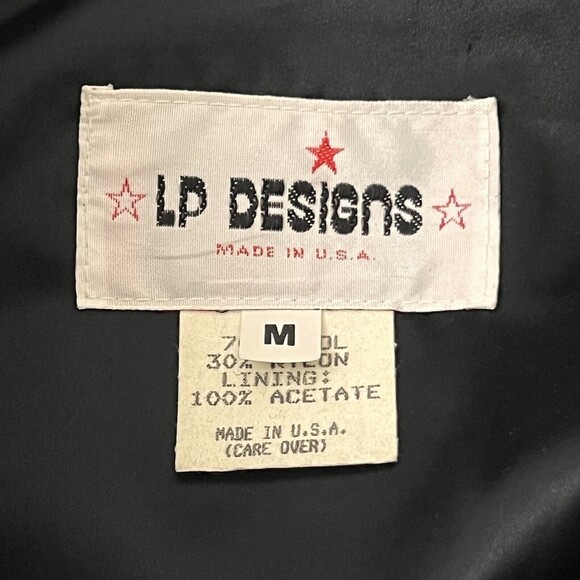 LP DESIGNS
MADE IN U.S.A.
M
30% NYLON
LINING:
100% ACETATE
MADE IN U.S.A.
(CARE OVER)